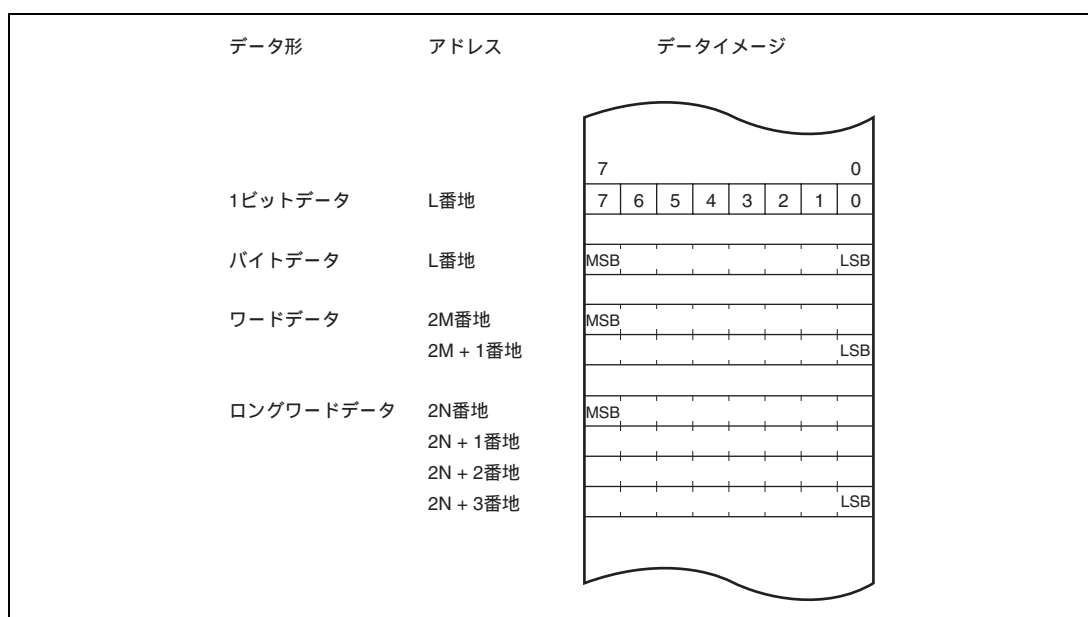 データ形 アドレス データイメージ
7 0
1ビットデータ L番地 7 6 5 4 3 2 1 0
バイトデータ L番地 MSB LSB
ワードデータ 2M番地 MSB
2M + 1番地 LSB
ロングワードデータ 2N番地 MSB
2N + 1番地
2N + 2番地
2N + 3番地 LSB